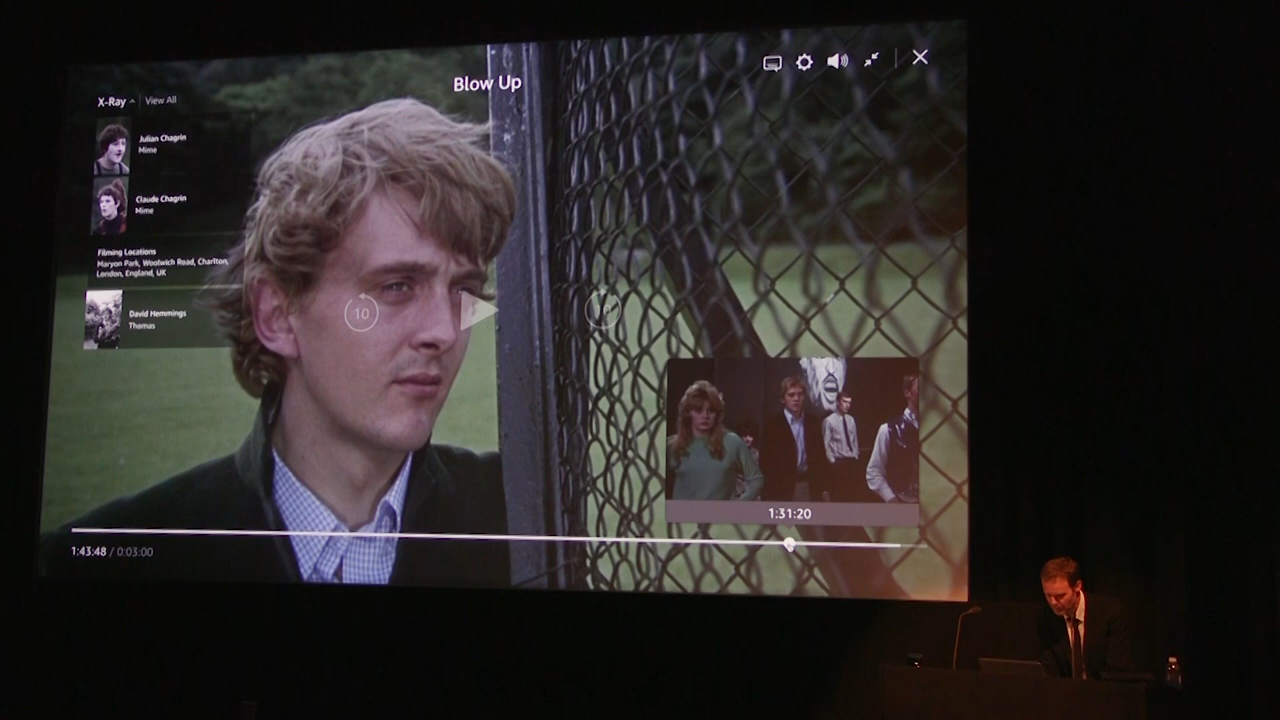 Blow Up
X-Ray View All
Julian Chagrin
Mime
Claude Chagrin
Mime
Filming Locations
Maryon Park, Woolwich Road, Charlton,
London, England, UK
David Hemmings
Thomas
10
1:31:20
1:43:48 / 0:03:00